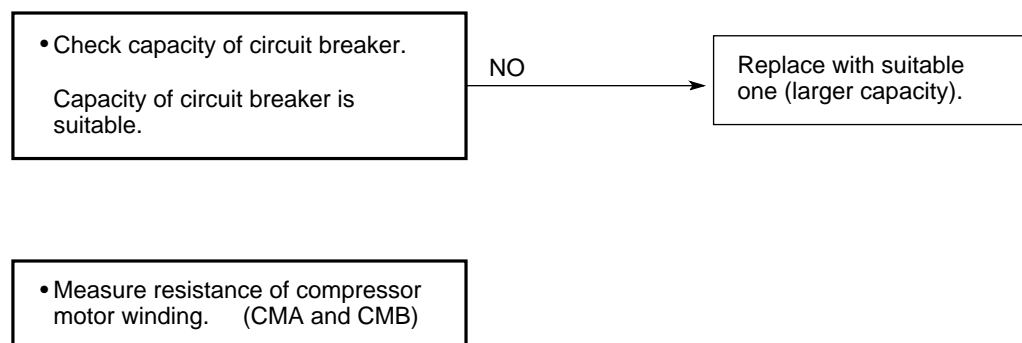 • Check capacity of circuit breaker.
Capacity of circuit breaker is
suitable.
NO
Replace with suitable
one (larger capacity).
• Measure resistance of compressor
motor winding. (CMA and CMB)